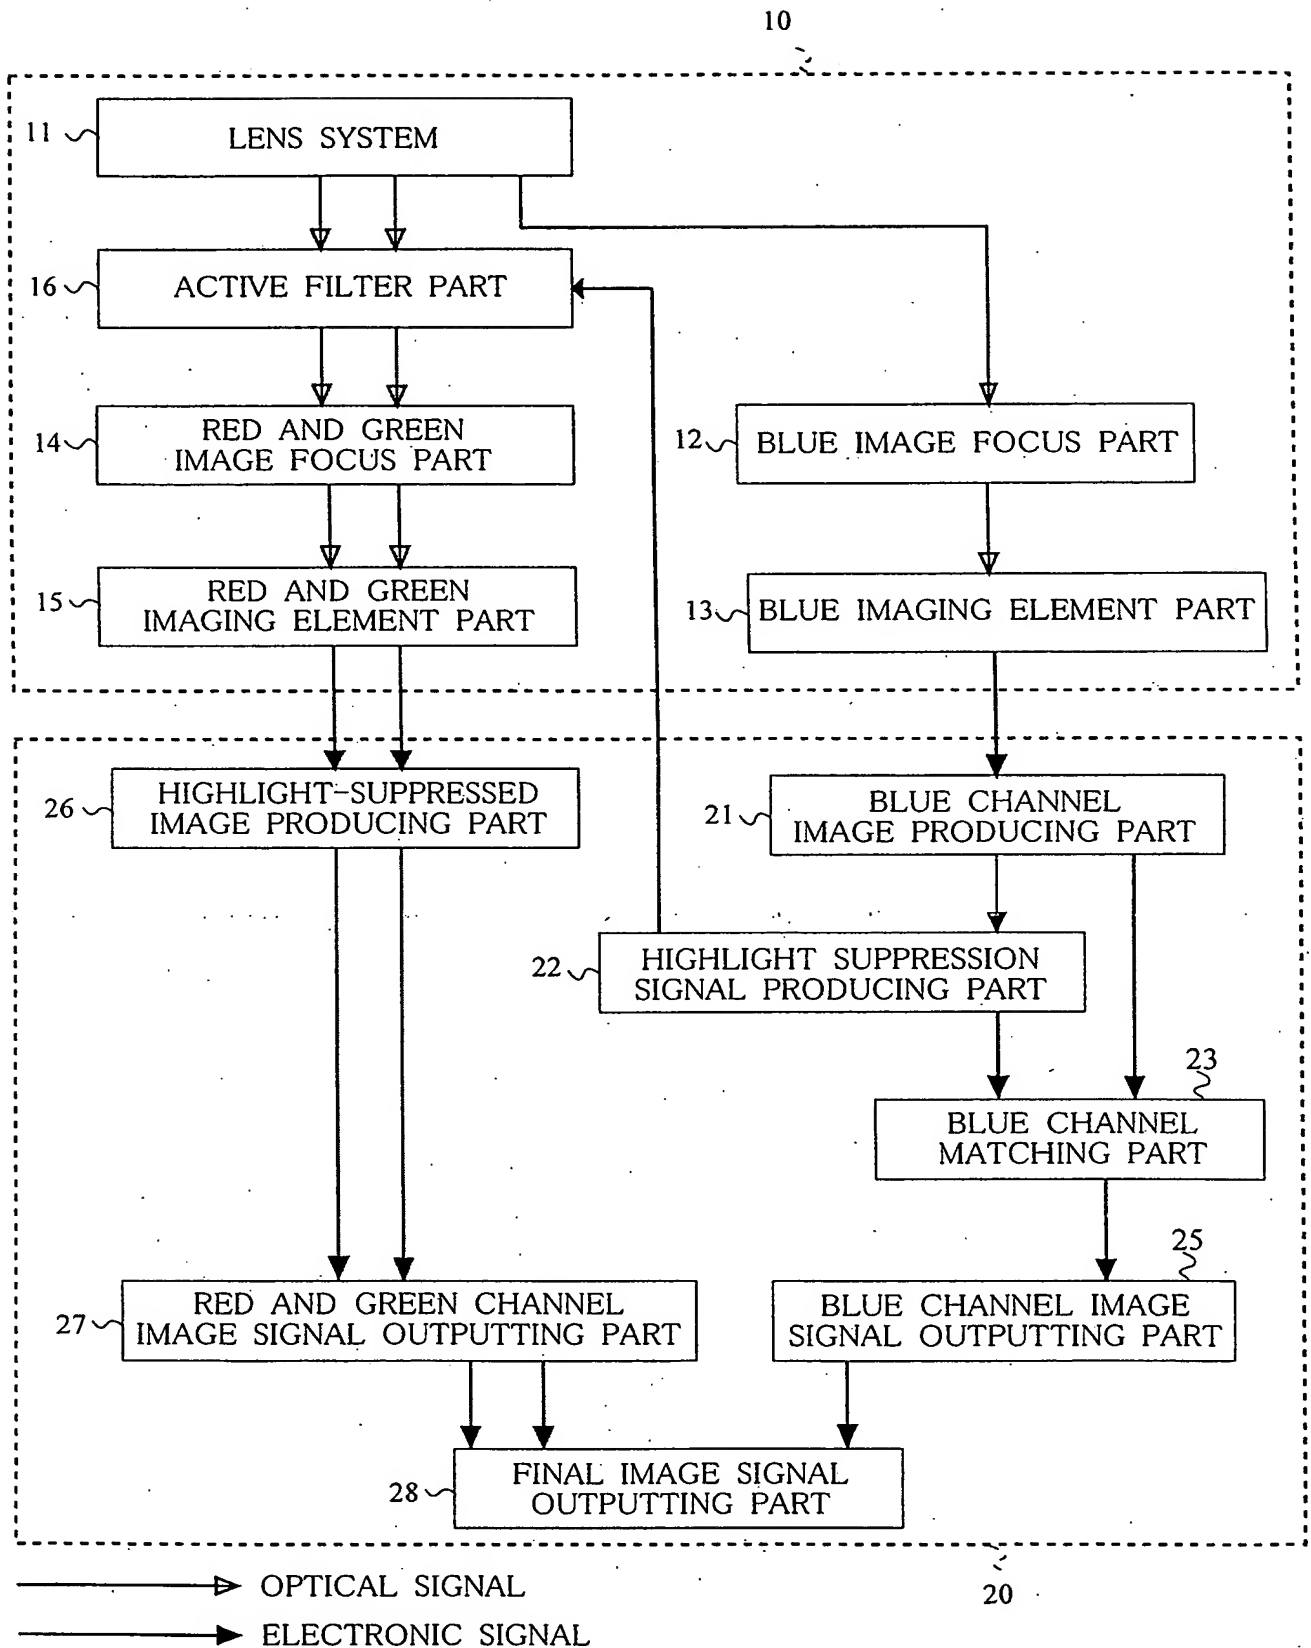 10
11
LENS SYSTEM
16
ACTIVE FILTER PART
14
RED AND GREEN
IMAGE FOCUS PART
12
BLUE IMAGE FOCUS PART
15
RED AND GREEN
IMAGING ELEMENT PART
13
BLUE IMAGING ELEMENT PART
26
HIGHLIGHT-SUPPRESSED
IMAGE PRODUCING PART
21
BLUE CHANNEL
IMAGE PRODUCING PART
22
HIGHLIGHT SUPPRESSION
SIGNAL PRODUCING PART
23
BLUE CHANNEL
MATCHING PART
27
RED AND GREEN CHANNEL
IMAGE SIGNAL OUTPUTTING PART
25
BLUE CHANNEL IMAGE
SIGNAL OUTPUTTING PART
28
FINAL IMAGE SIGNAL
OUTPUTTING PART
20
OPTICAL SIGNAL
ELECTRONIC SIGNAL